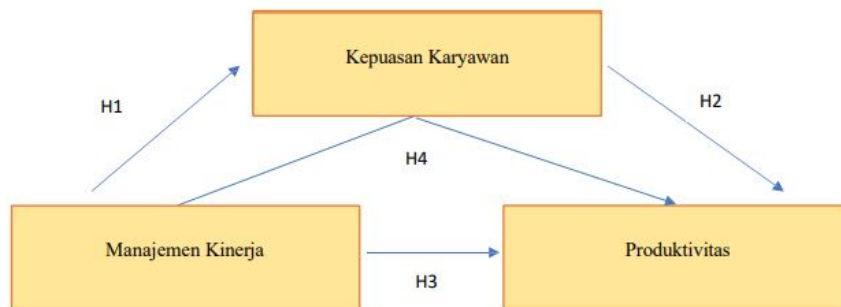 Kepuasan Karyawan
H1
H2
H4
Manajemen Kinerja
Produktivitas
H3